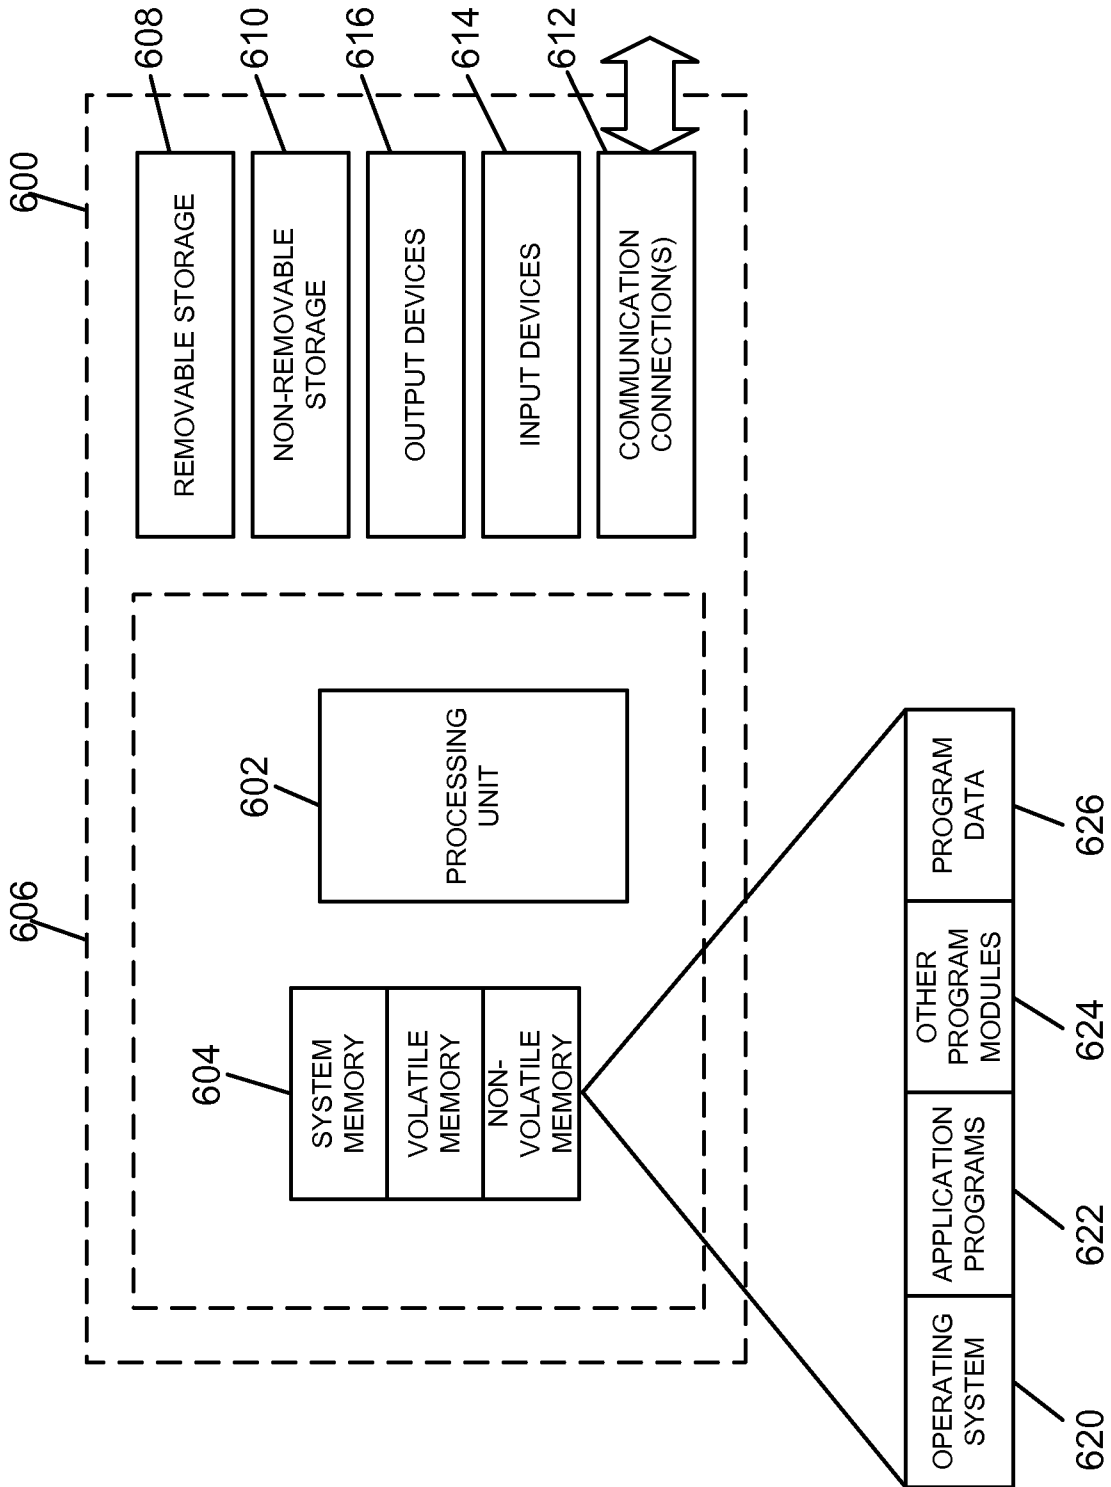 600
606
608
REMOVABLE STORAGE
610
NON-REMOVABLE
STORAGE
616
OUTPUT DEVICES
614
INPUT DEVICES
612
COMMUNICATION
CONNECTION(S)
602
PROCESSING
UNIT
604
SYSTEM
MEMORY
VOLATILE
MEMORY
NON-
VOLATILE
MEMORY
OPERATING
SYSTEM
620
APPLICATION
PROGRAMS
622
OTHER
PROGRAM
MODULES
624
PROGRAM
DATA
626